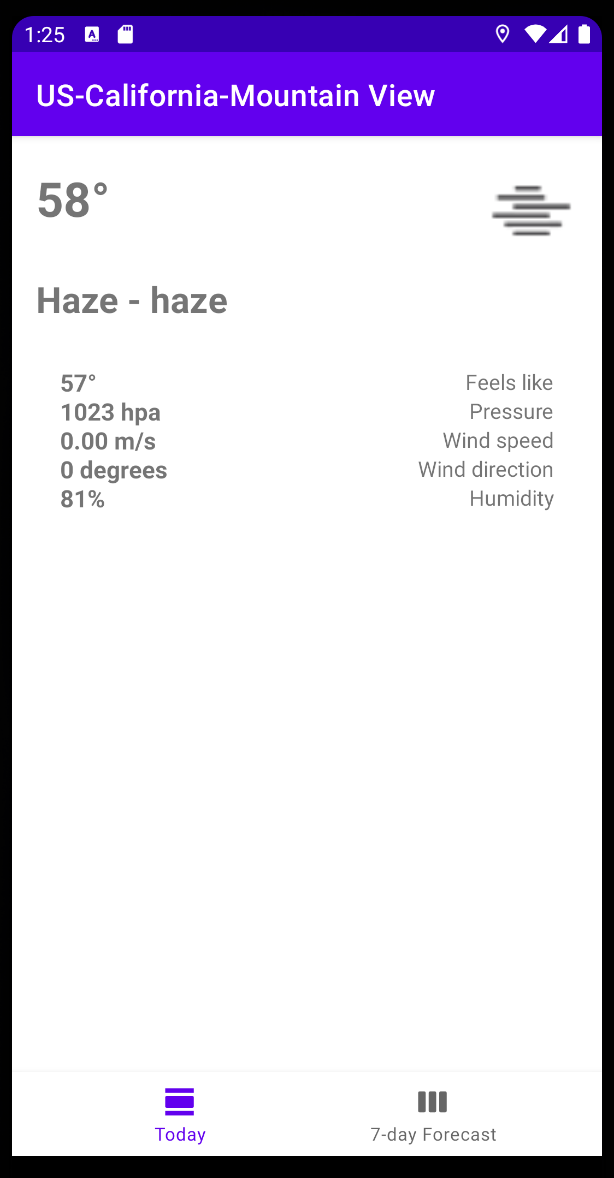 1:25
US-California-Mountain View
58°
Haze - haze
57° Feels like
1023 hpa Pressure
0.00 m/s Wind speed
0 degrees Wind direction
81% Humidity
Today 7-day Forecast